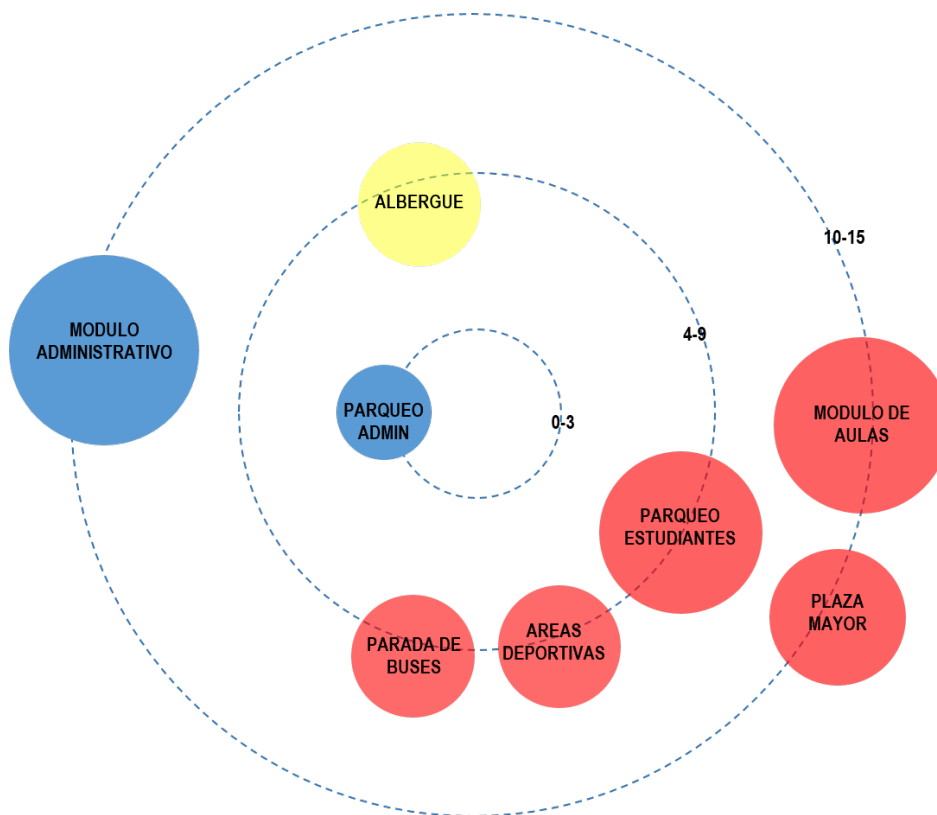 ALBERGUE
10-15
MODULO
ADMINISTRATIVO
4-9
PARQUEO
ADMIN
0-3
MODULO DE
AULAS
PARQUEO
ESTUDIANTES
PLAZA
MAYOR
PARADA DE
BUSES
AREAS
DEPORTIVAS